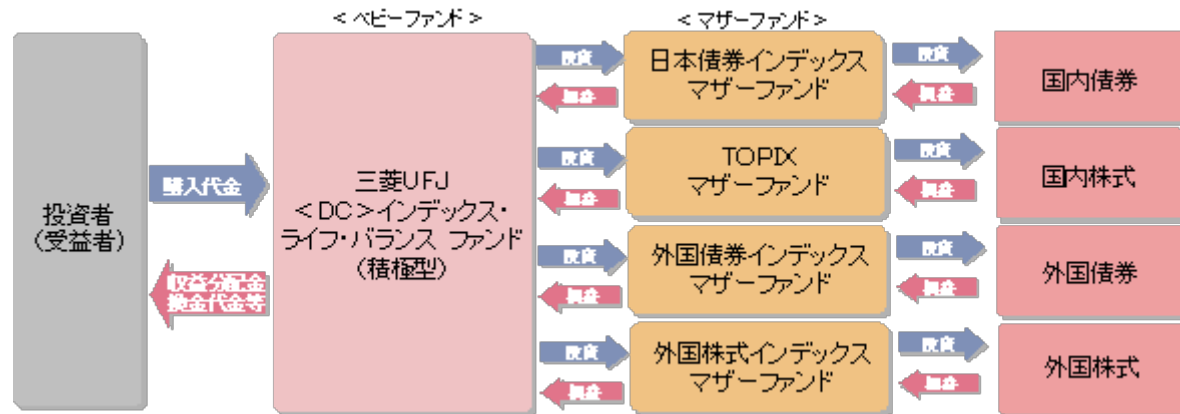 ＜ベビーファンド＞
＜マザーファンド＞
投資者
（受益者）
購入代金
収益分配金
換金代金等
三菱UFJ
＜DC＞インデックス・
ライフ・バランス ファンド
（積極型）
投資
損益
日本債券インデックス
マザーファンド
投資
損益
国内債券
投資
損益
TOPIX
マザーファンド
投資
損益
国内株式
投資
損益
外国債券インデックス
マザーファンド
投資
損益
外国債券
投資
損益
外国株式インデックス
マザーファンド
投資
損益
外国株式